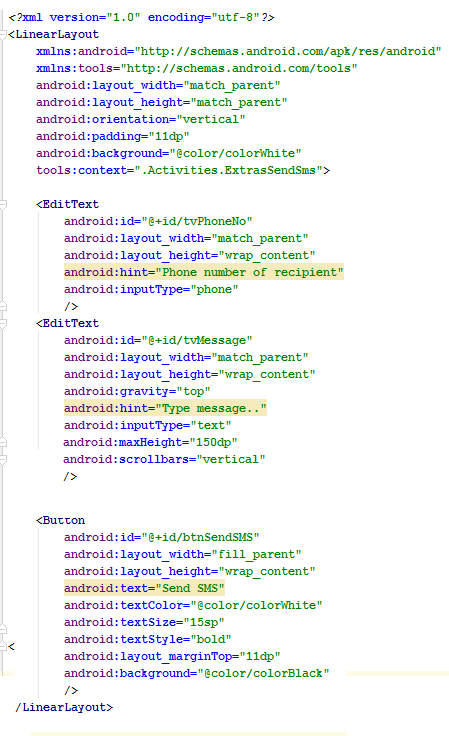 <?xml version="1.0" encoding="utf-8"?>
<LinearLayout
xmlns:android="http://schemas.android.com/apk/res/android"
xmlns:tools="http://schemas.android.com/tools"
android:layout_width="match_parent"
android:layout_height="match_parent"
android:orientation="vertical"
android:padding="11dp"
android:background="@color/colorWhite"
tools:context=".Activities.ExtrasSendSms">
<EditText
android:id="@+id/tvPhoneNo"
android:layout_width="match_parent"
android:layout_height="wrap_content"
android:hint="Phone number of recipient"
android:inputType="phone"
/>
<EditText
android:id="@+id/tvMessage"
android:layout_width="match_parent"
android:layout_height="wrap_content"
android:gravity="top"
android:hint="Type message.."
android:inputType="text"
android:maxHeight="150dp"
android:scrollbars="vertical"
/>
<Button
android:id="@+id/btnSendSMS"
android:layout_width="fill_parent"
android:layout_height="wrap_content"
android:text="Send SMS"
android:textColor="@color/colorWhite"
android:textSize="15sp"
android:textStyle="bold"
<
android:layout_marginTop="11dp"
android:background="@color/colorBlack"
/>
/LinearLayout>